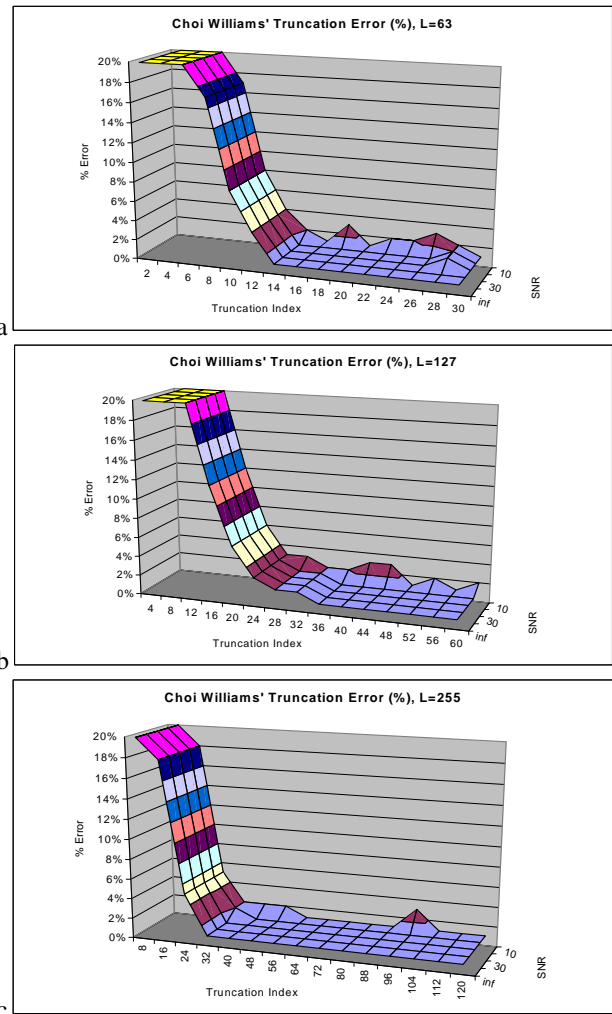 Choi Williams' Truncation Error (%), L=63
20%
18%
16%
14%
12%
10%
8%
6%
4%
2%
0%
% Error
2 4 6 8 10 12 14 16 18 20 22 24 26 28 30
Truncation Index
10
30
inf
SNR
a
Choi Williams' Truncation Error (%), L=127
20%
18%
16%
14%
12%
10%
8%
6%
4%
2%
0%
% Error
4 8 12 16 20 24 28 32 36 40 44 48 52 56 60
Truncation Index
10
30
inf
SNR
b
Choi Williams' Truncation Error (%), L=255
20%
18%
16%
14%
12%
10%
8%
6%
4%
2%
0%
% Error
8 16 24 32 40 48 56 64 72 80 88 96 104 112 120
Truncation Index
10
30
inf
SNR